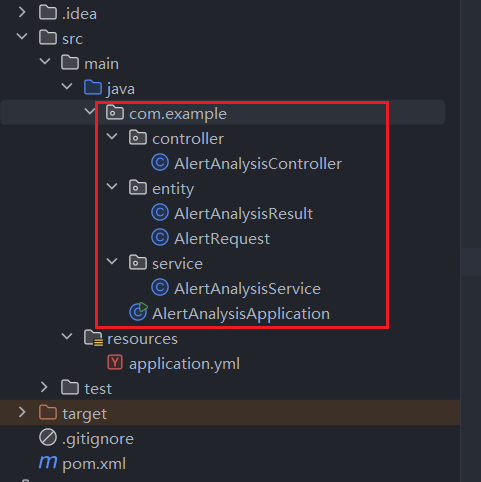 .idea
src
main
java
com.example
controller
AlertAnalysisController
entity
AlertAnalysisResult
AlertRequest
service
AlertAnalysisService
AlertAnalysisApplication
resources
application.yml
test
target
.gitignore
pom.xml